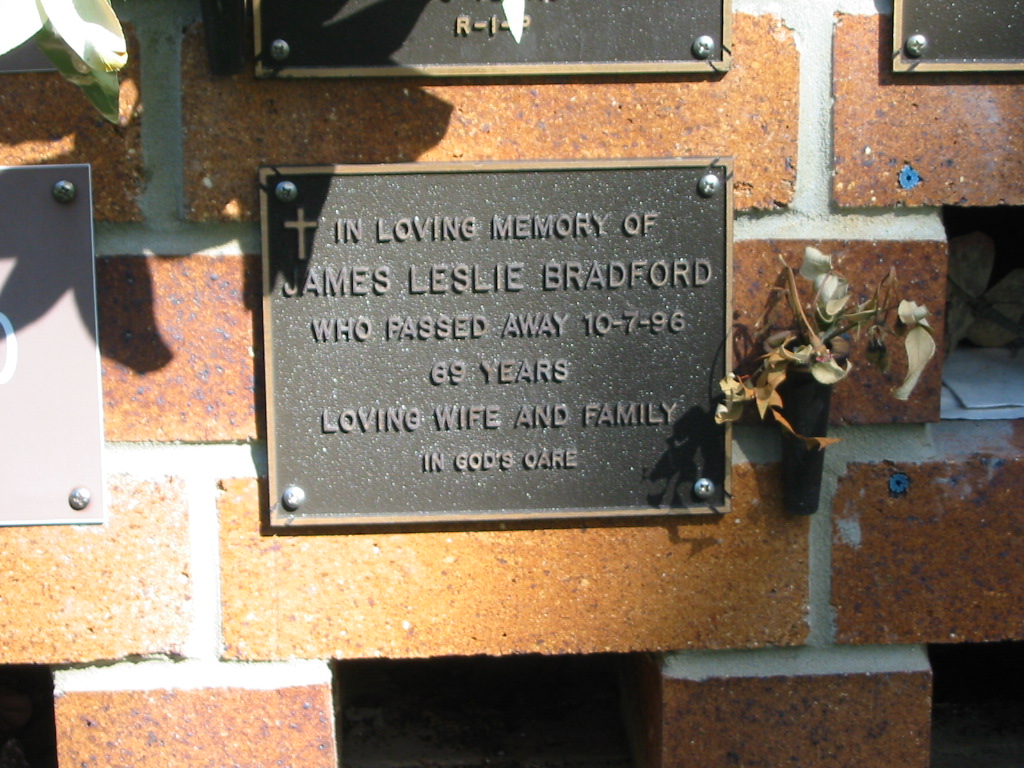 R-I-P
IN LOVING MEMORY OF
JAMES LESLIE BRADFORD
WHO PASSED AWAY 10-7-96
69 YEARS
LOVING WIFE AND FAMILY
IN GOD'S CARE